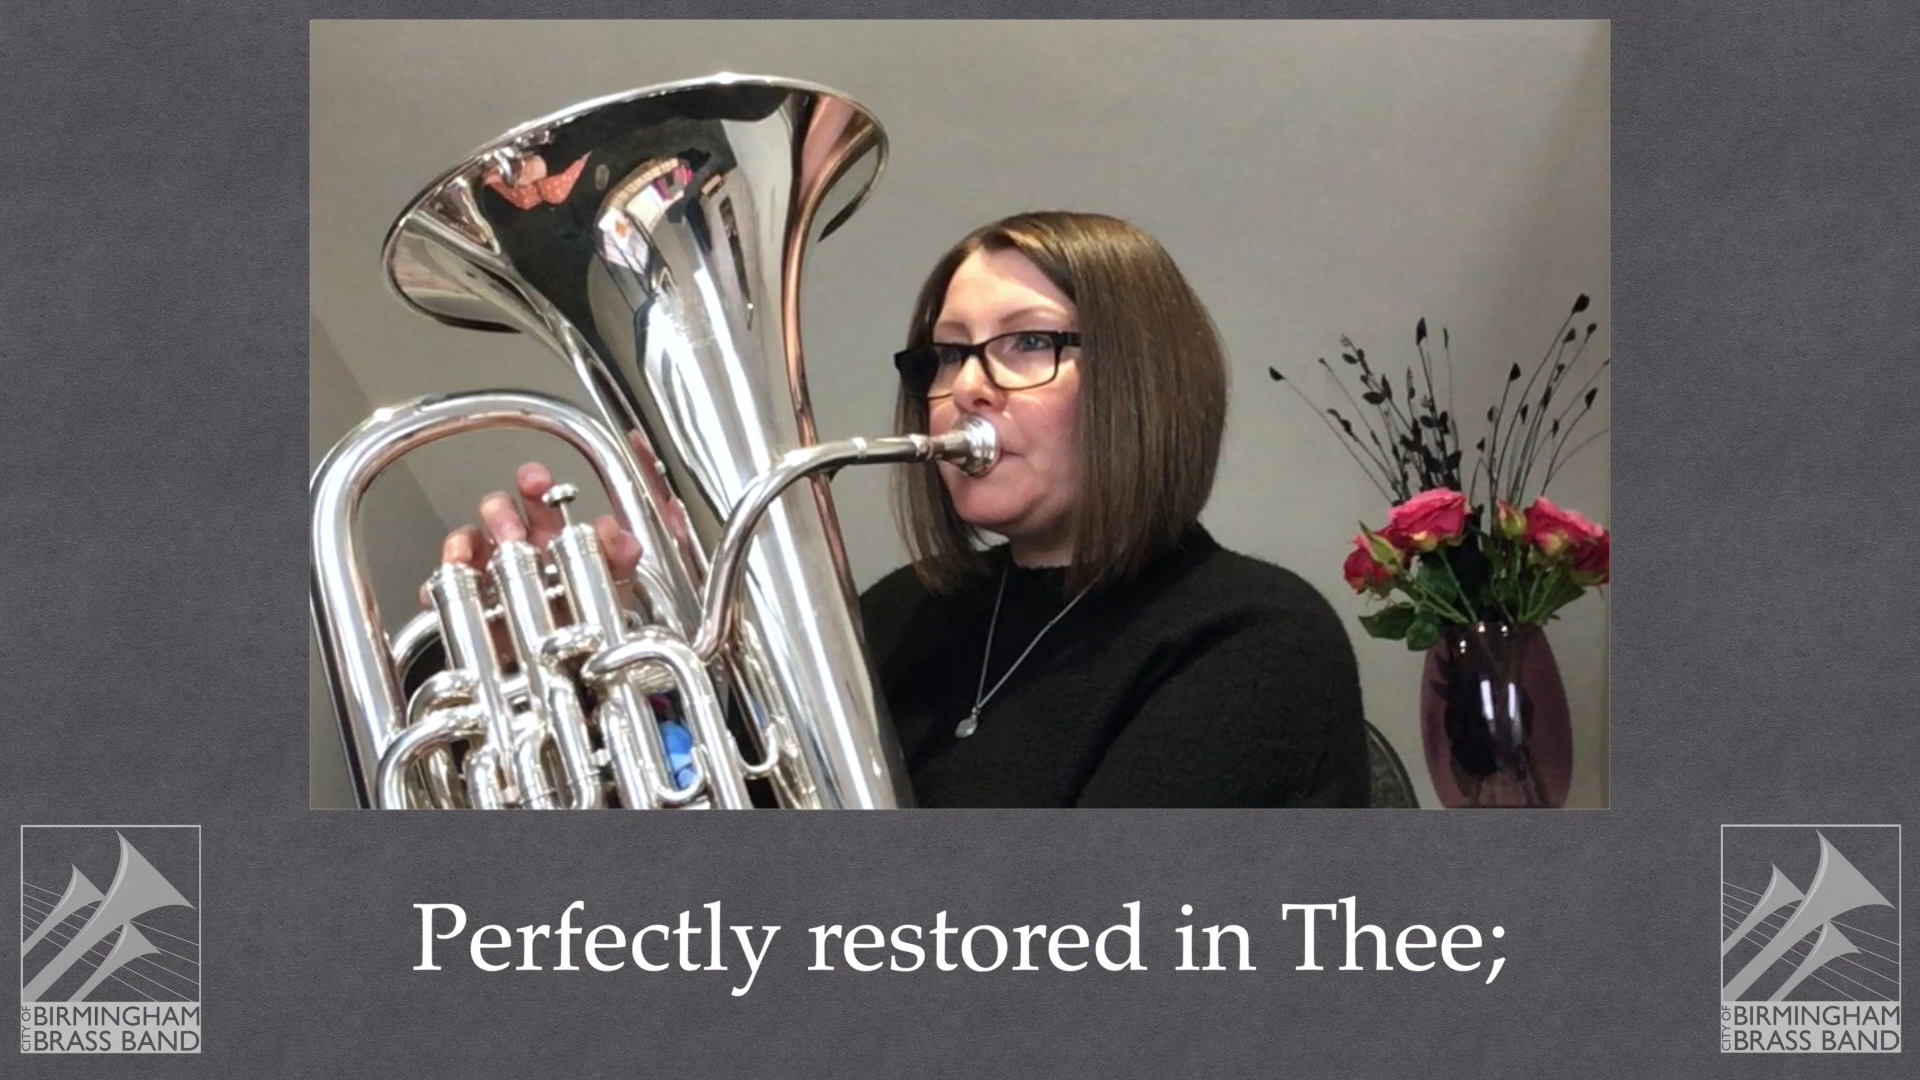 Perfectly restored in Thee;
CITY OF
BIRMINGHAM
BRASS BAND
CITY OF
BIRMINGHAM
BRASS BAND